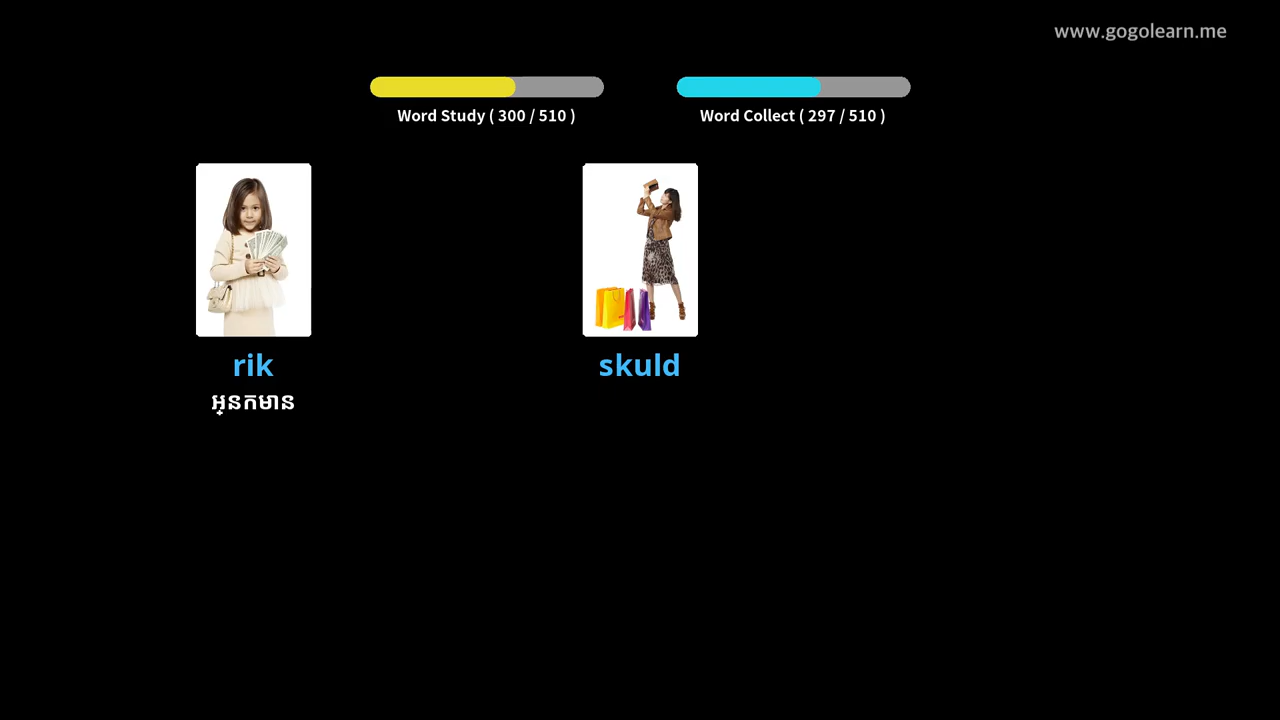 www.gogolearn.me
Word Study ( 300 / 510 )
Word Collect ( 297 / 510 )
rik
skuld
អ្នកមាន